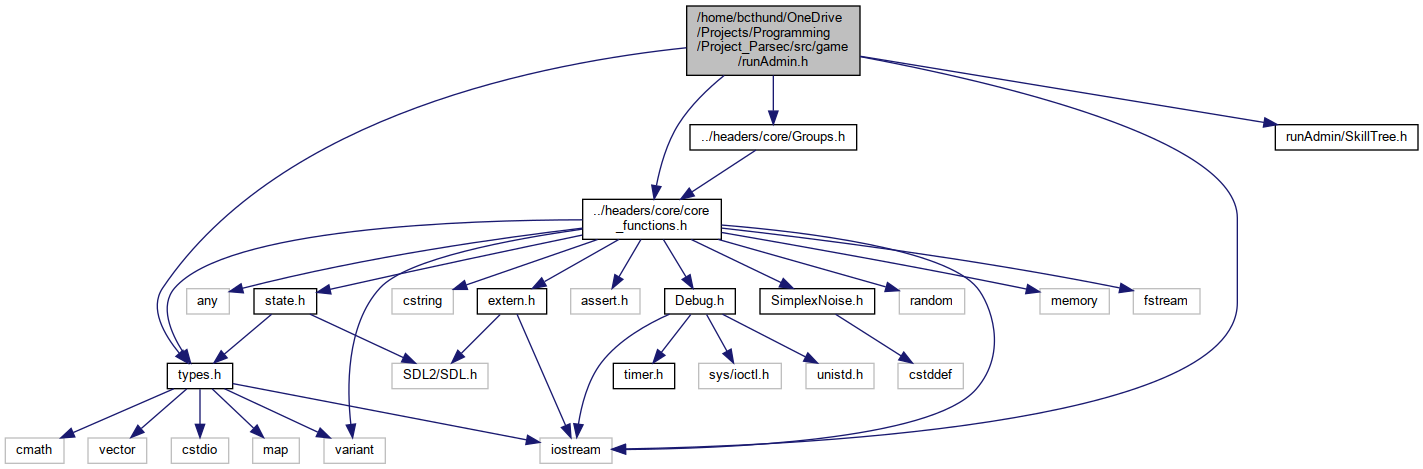 /home/bcthund/OneDrive
/Projects/Programming
/Project_Parsec/src/game
/runAdmin.h
../headers/core/Groups.h
runAdmin/SkillTree.h
../headers/core/core
_functions.h
any
state.h
cstring
extern.h
assert.h
Debug.h
SimplexNoise.h
random
memory
fstream
types.h
SDL2/SDL.h
timer.h
sys/ioctl.h
unistd.h
cstddef
cmath
vector
cstdio
map
variant
iostream